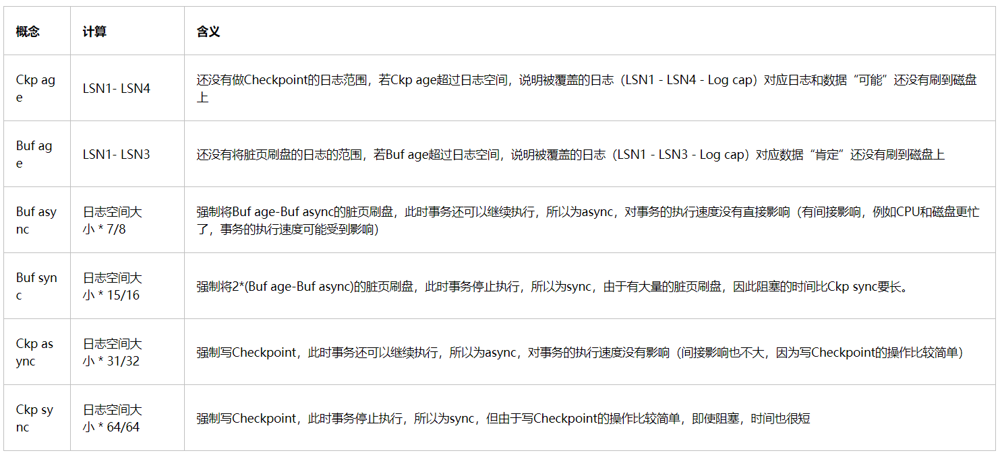 概念 计算 含义
Ckp ag
e
LSN1- LSN4
还没有做Checkpoint的日志范围，若Ckp age超过日志空间，说明被覆盖的日志（LSN1 - LSN4 - Log cap）对应日志和数据“可能”还没有刷到磁盘
上
Buf ag
e
LSN1- LSN3
还没有将脏页刷盘的日志的范围，若Buf age超过日志空间，说明被覆盖的日志（LSN1 - LSN3 - Log cap）对应数据“肯定”还没有刷到磁盘上
Buf asy
nc
日志空间大
小 * 7/8
强制将Buf age-Buf async的脏页刷盘，此时事务还可以继续执行，所以为async，对事务的执行速度没有直接影响（有间接影响，例如CPU和磁盘更忙
了，事务的执行速度可能受到影响）
Buf syn
c
日志空间大
小 * 15/16
强制将2*(Buf age-Buf async)的脏页刷盘，此时事务停止执行，所以为sync，由于有大量的脏页刷盘，因此阻塞的时间比Ckp sync要长。
Ckp as
ync
日志空间大
小 * 31/32
强制写Checkpoint，此时事务还可以继续执行，所以为async，对事务的执行速度没有影响（间接影响也不大，因为写Checkpoint的操作比较简单）
Ckp sy
nc
日志空间大
小 * 64/64
强制写Checkpoint，此时事务停止执行，所以为sync，但由于写Checkpoint的操作比较简单，即使阻塞，时间也很短